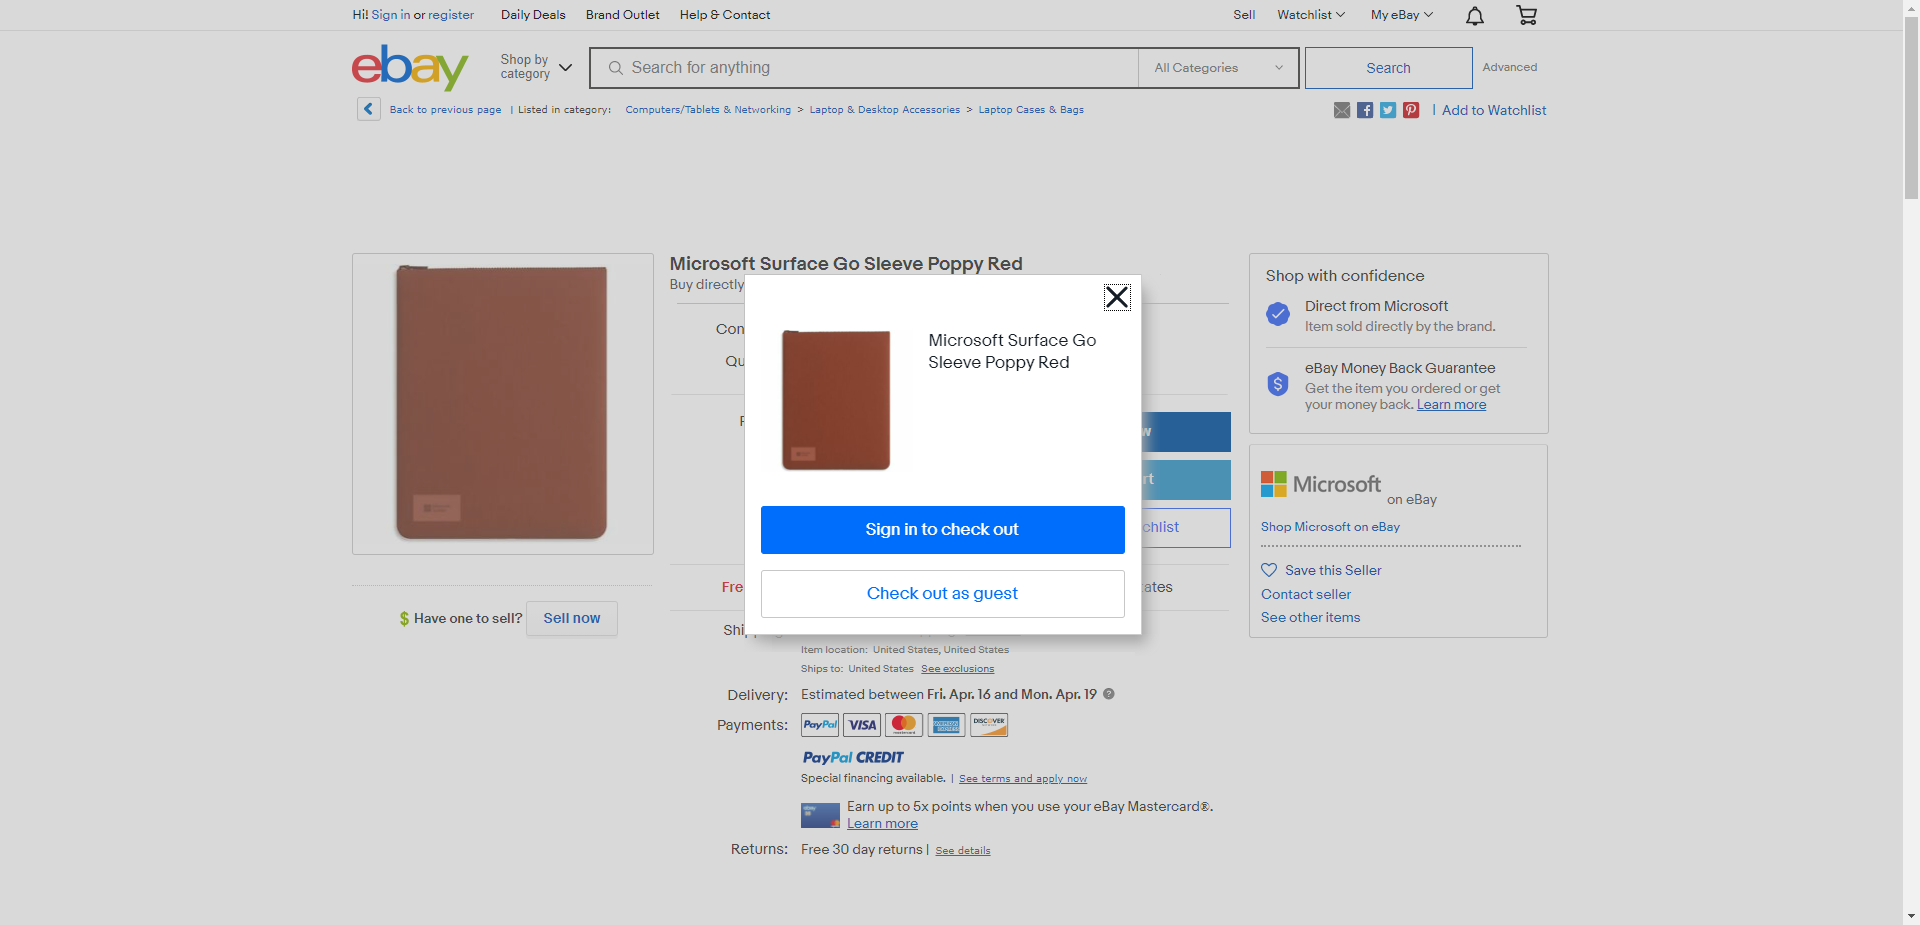 Hi! Sign in or register
Daily Deals
Brand Outlet
Help & Contact
Sell
Watchlist
My eBay
ebay
Shop by
category
Search for anything
All Categories
Search
Advanced
Back to previous page | Listed in category: Computers/Tablets & Networking > Laptop & Desktop Accessories > Laptop Cases & Bags
| Add to Watchlist
Microsoft Surface Go Sleeve Poppy Red
Buy directly
Microsoft Surface Go
Sleeve Poppy Red
Sign in to check out
Check out as guest
Have one to sell? Sell now
Item location: United States, United States
Ships to: United States See exclusions
Delivery: Estimated between Fri. Apr. 16 and Mon. Apr. 19
Payments: PayPal VISA mastercard AMERICAN EXPRESS DISCOVER
PayPal CREDIT
Special financing available. | See terms and apply now
Earn up to 5x points when you use your eBay Mastercard®.
Learn more
Returns: Free 30 day returns | See details
Shop with confidence
Direct from Microsoft
Item sold directly by the brand.
eBay Money Back Guarantee
Get the item you ordered or get
your money back. Learn more
Microsoft on eBay
Shop Microsoft on eBay
Save this Seller
Contact seller
See other items